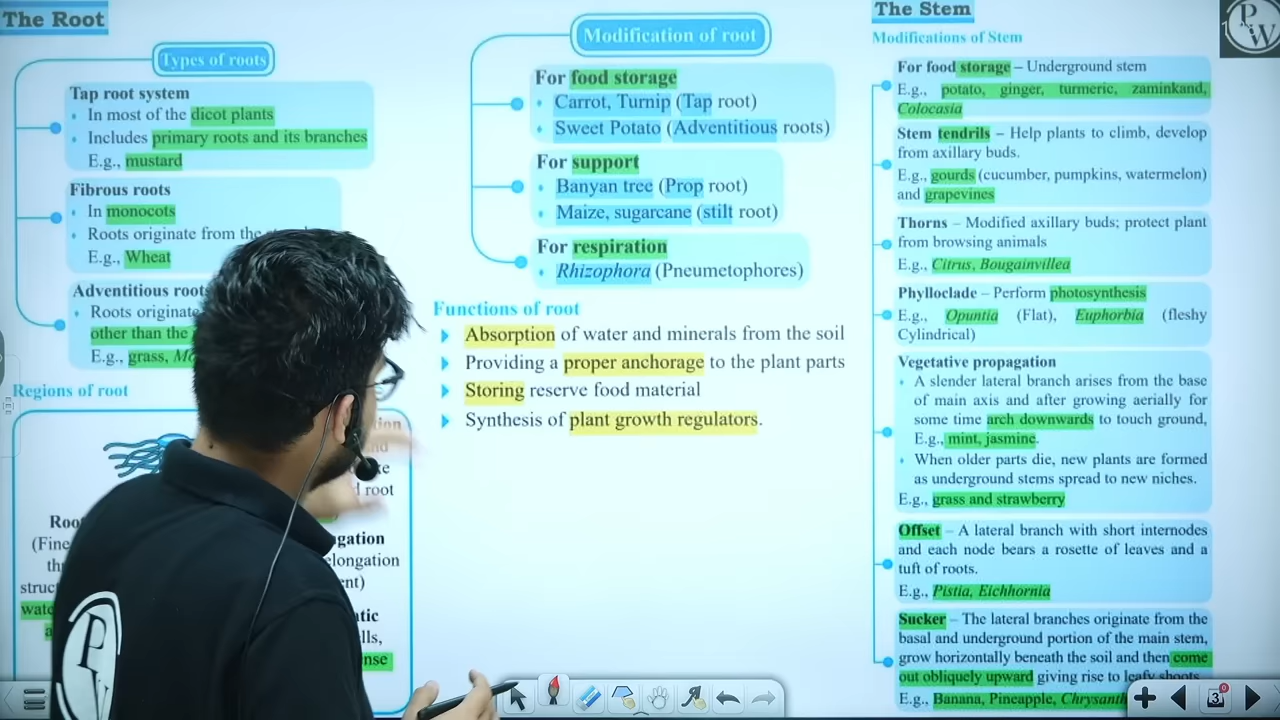 The Root
Types of roots
Tap root system
In most of the dicot plants
Includes primary roots and its branches
E.g., mustard
Fibrous roots
In monocots
Roots originate from the
E.g., Wheat
Adventitious root
Roots originate
other than the
E.g., grass,
Regions of root
root
(Fine
gation
elongation
Modification of root
For food storage
Carrot, Turnip (Tap root)
Sweet Potato (Adventitious roots)
For support
Banyan tree (Prop root)
Maize, sugarcane (stilt root)
For respiration
Rhizophora (Pneumetophores)
Functions of root
Absorption of water and minerals from the soil
Providing a proper anchorage to the plant parts
Storing reserve food material
Synthesis of plant growth regulators.
The Stem
Modifications of Stem
For food storage – Underground stem
E.g., potato, ginger, turmeric, zaminkand,
Colocasia
Stem tendrils – Help plants to climb, develop
from axillary buds.
E.g., gourds (cucumber, pumpkins, watermelon)
and grapevines
Thorns – Modified axillary buds; protect plant
from browsing animals
E.g., Citrus, Bougainvillea
Phylloclade – Perform photosynthesis
E.g., Opuntia (Flat), Euphorbia (fleshy
Cylindrical)
Vegetative propagation
A slender lateral branch arises from the base
of main axis and after growing aerially for
some time arch downwards to touch ground,
E.g., mint, jasmine.
When older parts die, new plants are formed
as underground stems spread to new niches.
E.g., grass and strawberry
Offset – A lateral branch with short internodes
and each node bears a rosette of leaves and a
tuft of roots.
E.g., Pistia, Eichhornia
Sucker – The lateral branches originate from the
basal and underground portion of the main stem,
grow horizontally beneath the soil and then come
out obliquely upward giving rise to leafy shoots.
E.g., Banana, Pineapple, Chrysanth
PW
PW
3